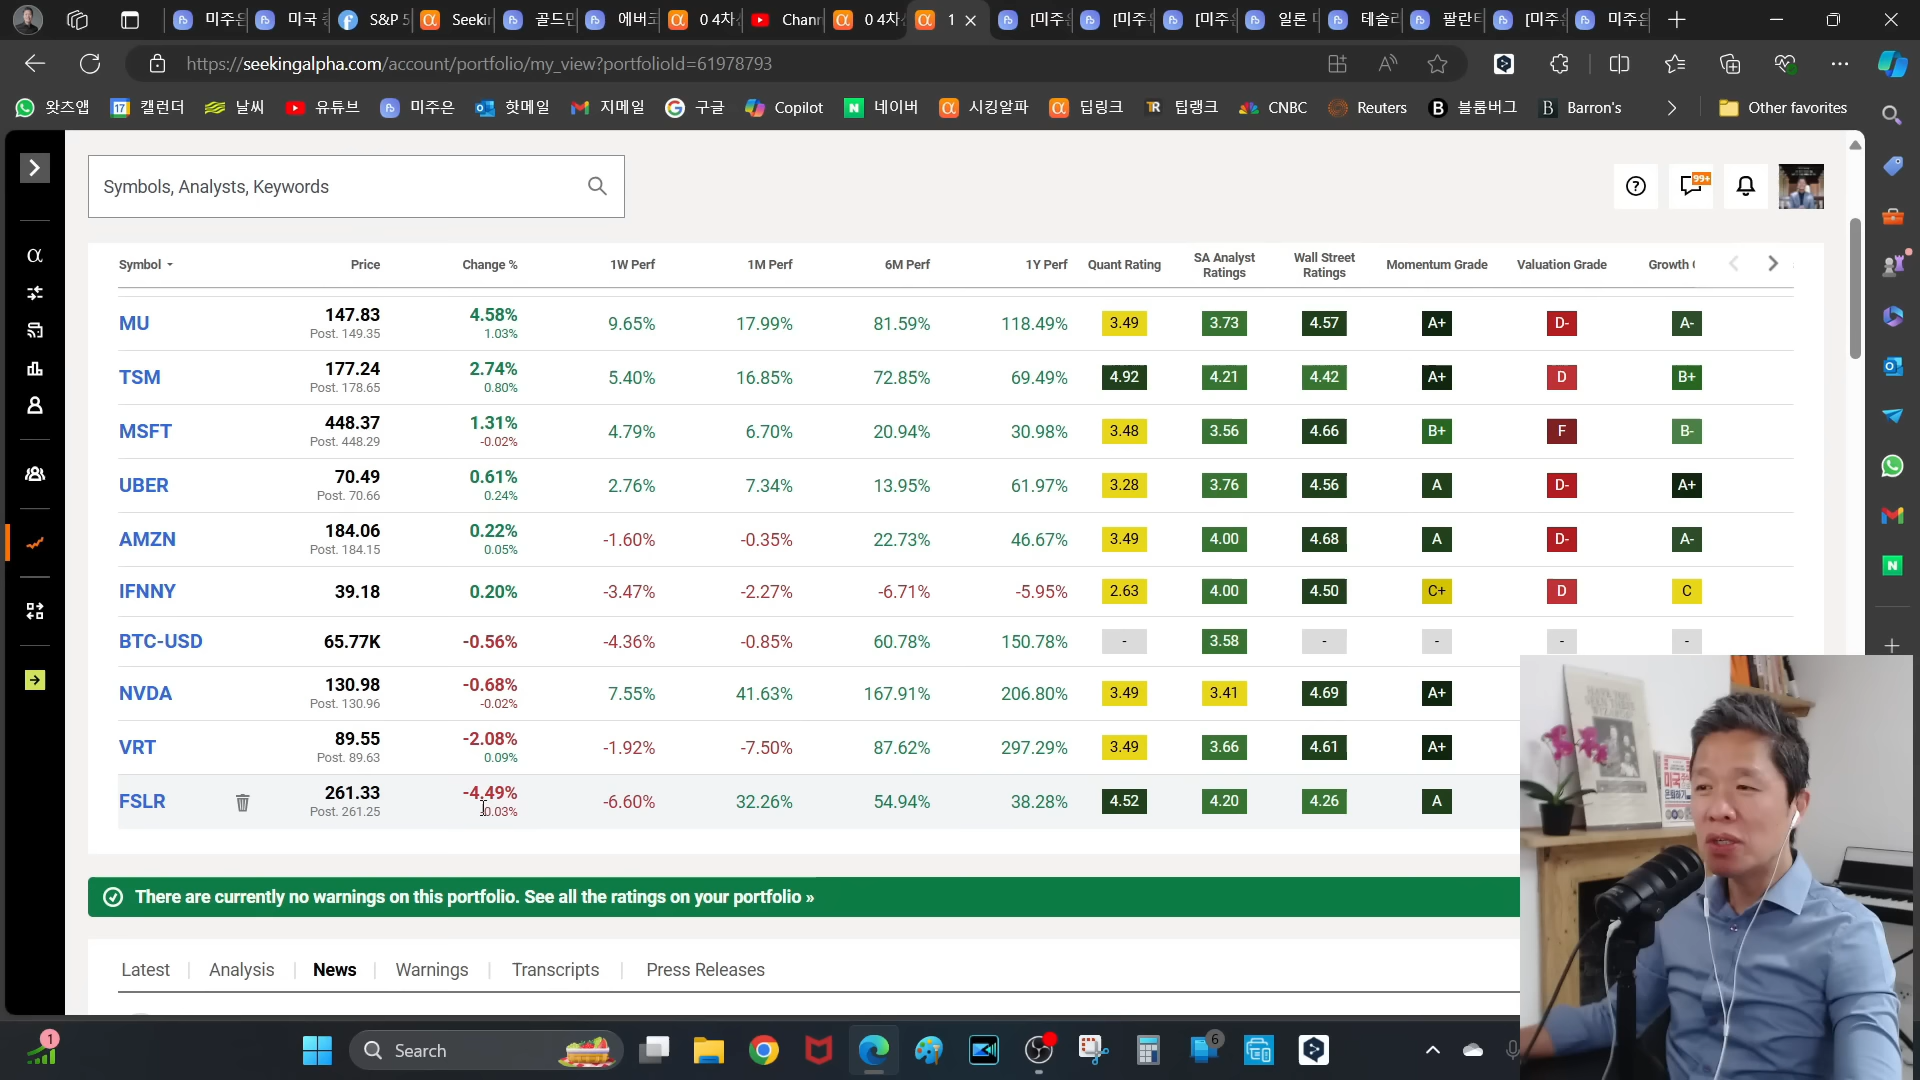 미주은
미국 증
S&P 5
Seekin
골드만
에버코
0 4차
Chann
0 4차
1
[미주은
[미주은
[미주은
일론 머
테슬라
팔란티
[미주은
미주은
https://seekingalpha.com/account/portfolio/my_view?portfolioId=61978793
왓츠앱
17
캘린더
날씨
유튜브
미주은
핫메일
지메일
구글
Copilot
네이버
시킹알파
딥링크
팁랭크
CNBC
Reuters
블룸버그
Barron's
Other favorites
Symbols, Analysts, Keywords
99+
Symbol Price Change % 1W Perf 1M Perf 6M Perf 1Y Perf Quant Rating SA Analyst Ratings Wall Street Ratings Momentum Grade Valuation Grade Growth
MU 147.83 4.58% 9.65% 17.99% 81.59% 118.49% 3.49 3.73 4.57 A+ D- A-
Post. 149.35 1.03%
TSM 177.24 2.74% 5.40% 16.85% 72.85% 69.49% 4.92 4.21 4.42 A+ D B+
Post. 178.65 0.80%
MSFT 448.37 1.31% 4.79% 6.70% 20.94% 30.98% 3.48 3.56 4.66 B+ F B-
Post. 448.29 -0.02%
UBER 70.49 0.61% 2.76% 7.34% 13.95% 61.97% 3.28 3.76 4.56 A D- A+
Post. 70.66 0.24%
AMZN 184.06 0.22% -1.60% -0.35% 22.73% 46.67% 3.49 4.00 4.68 A D- A-
Post. 184.15 0.05%
IFNNY 39.18 0.20% -3.47% -2.27% -6.71% -5.95% 2.63 4.00 4.50 C+ D C
BTC-USD 65.77K -0.56% -4.36% -0.85% 60.78% 150.78% - 3.58 - - - -
NVDA 130.98 -0.68% 7.55% 41.63% 167.91% 206.80% 3.49 3.41 4.69 A+
Post. 130.96 -0.02%
VRT 89.55 -2.08% -1.92% -7.50% 87.62% 297.29% 3.49 3.66 4.61 A+
Post. 89.63 0.09%
FSLR 261.33 -4.49% -6.60% 32.26% 54.94% 38.28% 4.52 4.20 4.26 A
Post. 261.25 -0.03%
There are currently no warnings on this portfolio. See all the ratings on your portfolio »
Latest Analysis News Warnings Transcripts Press Releases
1
Search
6